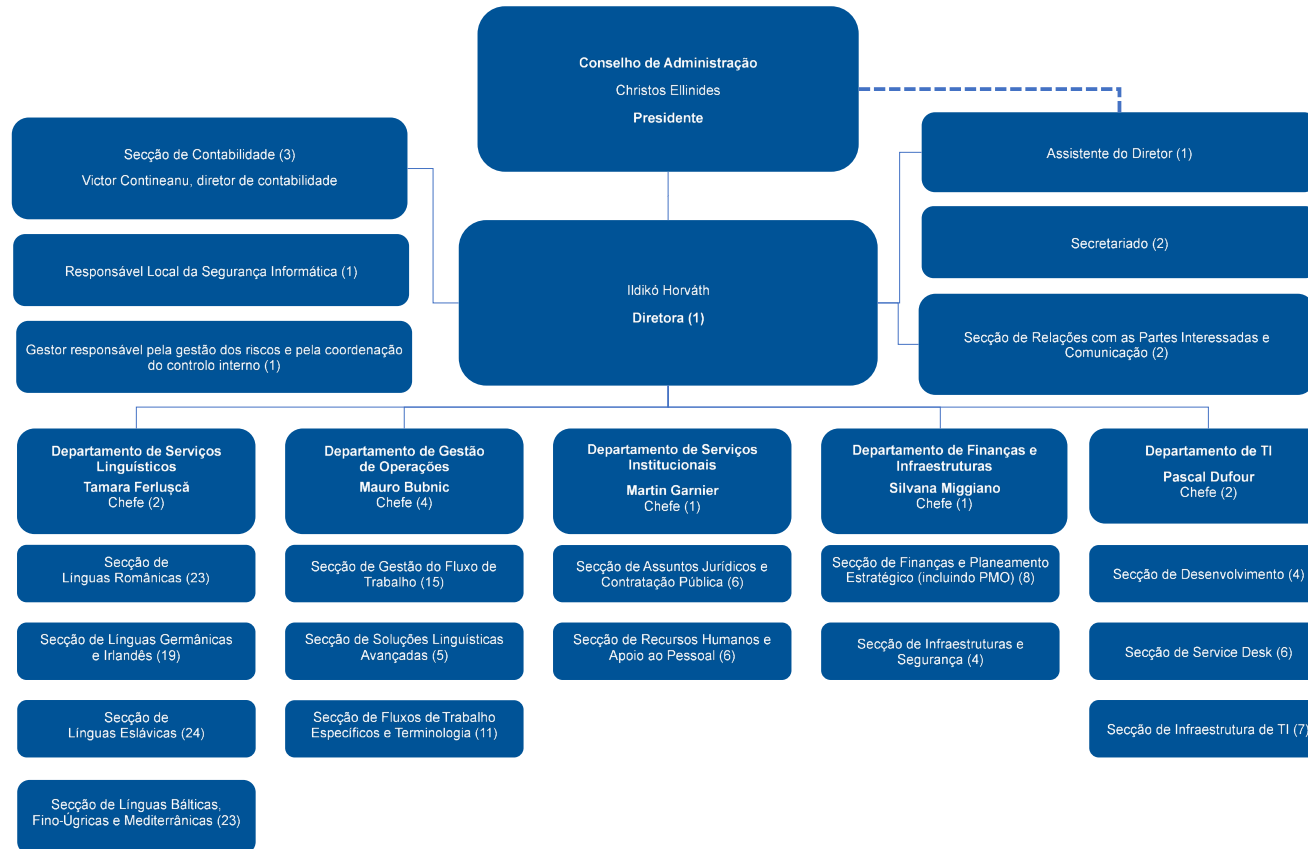 Conselho de Administração
Christos Ellinides
Presidente
Secção de Contabilidade (3)
Victor Contineanu, diretor de contabilidade
Responsável Local da Segurança Informática (1)
Gestor responsável pela gestão dos riscos e pela coordenação
do controlo interno (1)
Ildikó Horváth
Diretora (1)
Assistente do Diretor (1)
Secretariado (2)
Secção de Relações com as Partes Interessadas e
Comunicação (2)
Departamento de Serviços
Linguísticos
Tamara Ferlușcă
Chefe (2)
Secção de
Línguas Românicas (23)
Secção de Línguas Germânicas
e Irlandês (19)
Secção de
Línguas Eslávicas (24)
Secção de Línguas Bálticas,
Fino-Úgricas e Mediterrânicas (23)
Departamento de Gestão
de Operações
Mauro Bubnic
Chefe (4)
Secção de Gestão do Fluxo de
Trabalho (15)
Secção de Soluções Linguísticas
Avançadas (5)
Secção de Fluxos de Trabalho
Específicos e Terminologia (11)
Departamento de Serviços
Institucionais
Martin Garnier
Chefe (1)
Secção de Assuntos Jurídicos e
Contratação Pública (6)
Secção de Recursos Humanos e
Apoio ao Pessoal (6)
Departamento de Finanças e
Infraestruturas
Silvana Miggiano
Chefe (1)
Secção de Finanças e Planeamento
Estratégico (incluindo PMO) (8)
Secção de Infraestruturas e
Segurança (4)
Departamento de TI
Pascal Dufour
Chefe (2)
Secção de Desenvolvimento (4)
Secção de Service Desk (6)
Secção de Infraestrutura de TI (7)